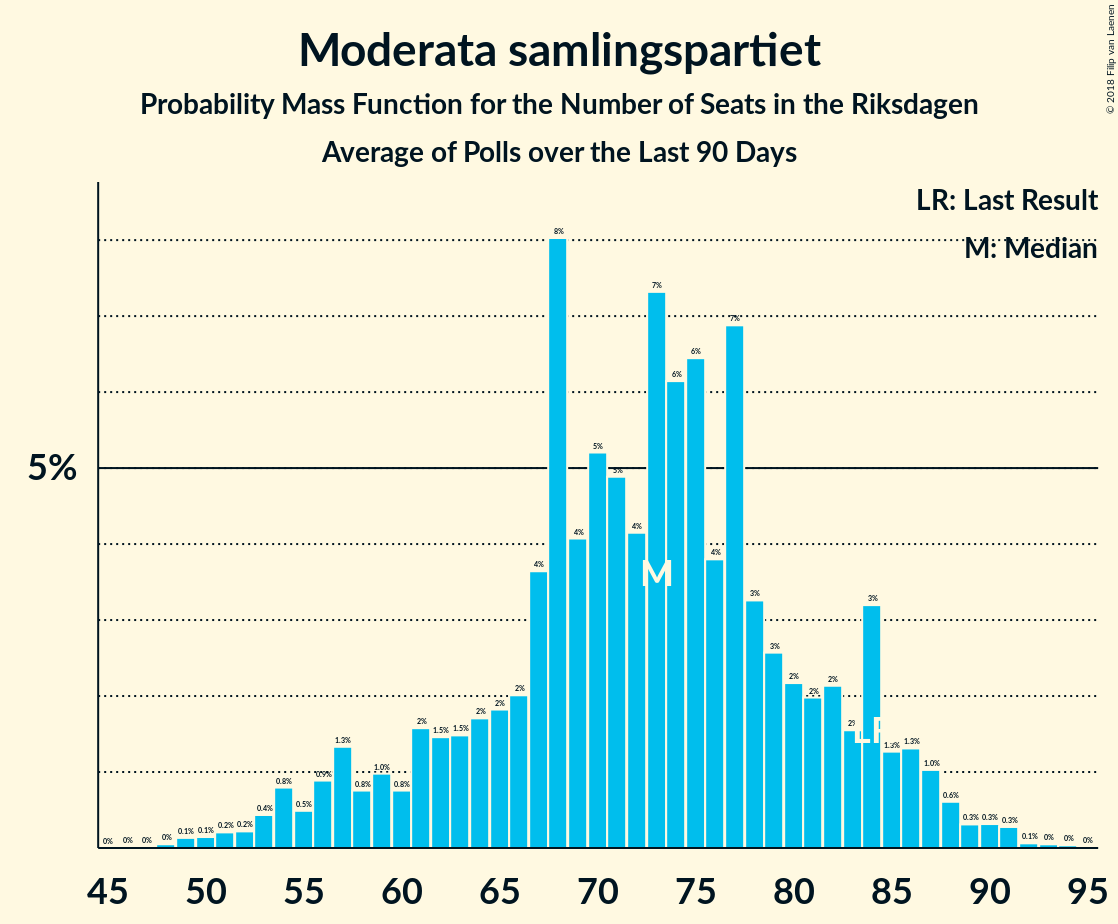 Moderata samlingspartiet
Probability Mass Function for the Number of Seats in the Riksdagen
Average of Polls over the Last 90 Days
© 2018 Filip van Laenen
LR: Last Result
M: Median
5%
0% 0% 0% 0% 0.1% 0.1% 0.2% 0.2% 0.4% 0.8% 0.5% 0.9% 1.3% 0.8% 1.0% 0.8% 2% 1.5% 1.5% 2% 2% 2% 4% 8% 4% 5% 5% 4% 7% 6% 6% 4% 7% 3% 3% 2% 2% 2% 2% 3% 1.3% 1.3% 1.0% 0.6% 0.3% 0.3% 0.3% 0.1% 0% 0% 0%
M
LR
45 50 55 60 65 70 75 80 85 90 95